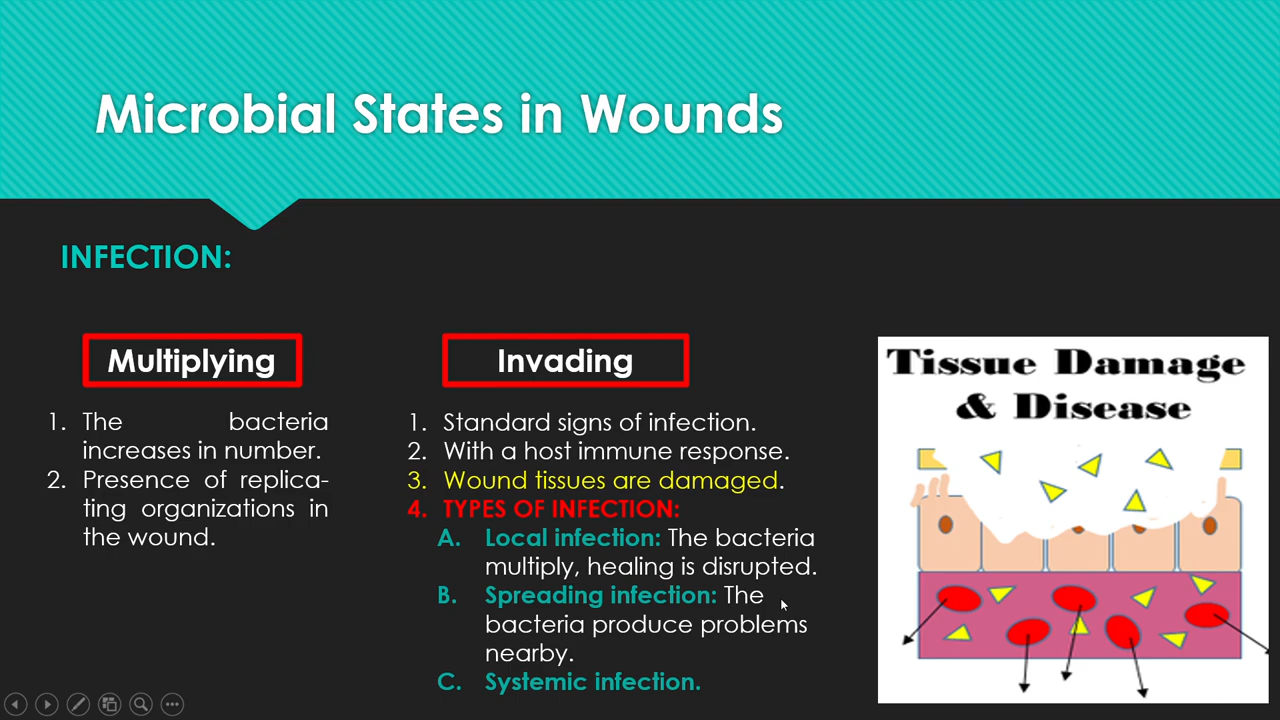 Microbial States in Wounds
INFECTION:
Multiplying
1. The bacteria
increases in number.
2. Presence of replica-
ting organizations in
the wound.
Invading
1. Standard signs of infection.
2. With a host immune response.
3. Wound tissues are damaged.
4. TYPES OF INFECTION:
A. Local infection: The bacteria
multiply, healing is disrupted.
B. Spreading infection: The
bacteria produce problems
nearby.
C. Systemic infection.
Tissue Damage
& Disease